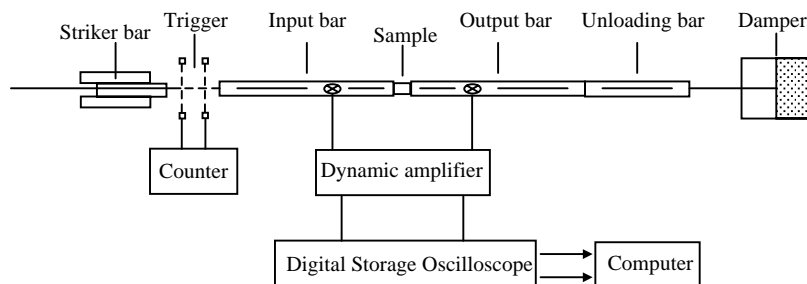 Striker bar
Trigger
Input bar
Sample
Output bar
Unloading bar
Damper
Counter
Dynamic amplifier
Digital Storage Oscilloscope
Computer